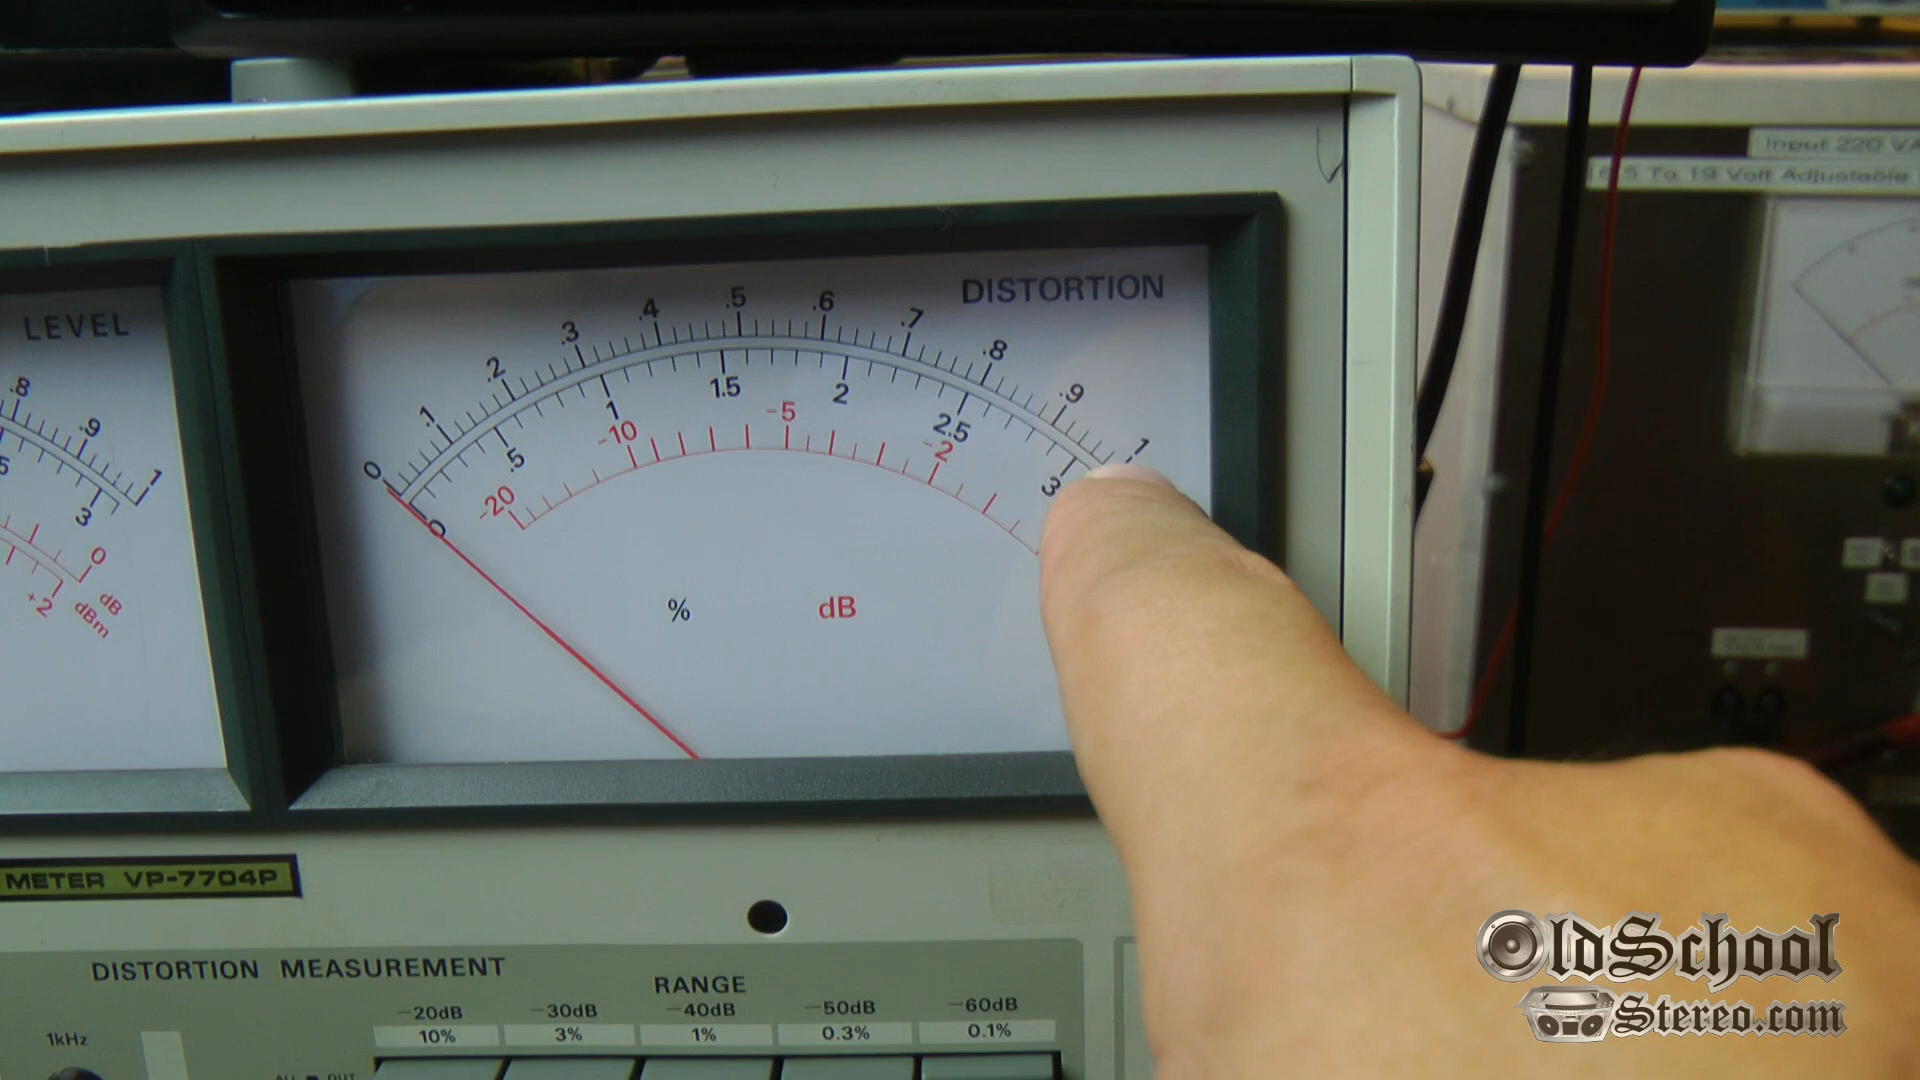 Input 220 VA
6.5 To 19 Volt Adjustable
DISTORTION
LEVEL
0 .1 .2 .3 .4 .5 .6 .7 .8 .9 1
0 .5 1 1.5 2 2.5 3
-20 -10 -5 -2
% dB
.8 .9 1
5 3
0
+2
dB
dBm
METER VP-7704P
DISTORTION MEASUREMENT
RANGE
-20dB -30dB -40dB -50dB -60dB
10% 3% 1% 0.3% 0.1%
1kHz
OldSchool
Stereo.com